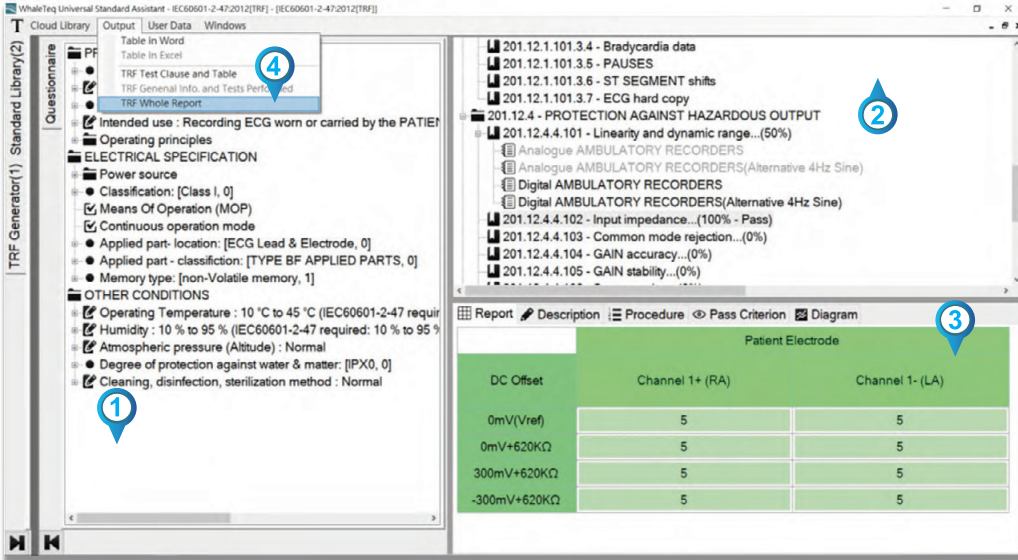 WhaleTeq Universal Standard Assistant - IEC60601-2-47:2012[TRF] - [IEC60601-2-47:2012[TRF]]
T Cloud Library Output User Data Windows
Table In Word
Table In Excel
TRF Test Clause and Table
TRF Genenal Info. and Tests Performed
TRF Whole Report
4
TRF Generator(1) Standard Library(2)
Questionnaire
PR
Intended use : Recording ECG worn or carried by the PATIEN
Operating principles
ELECTRICAL SPECIFICATION
Power source
Classification: [Class I, 0]
Means Of Operation (MOP)
Continuous operation mode
Applied part- location: [ECG Lead & Electrode, 0]
Applied part - classifiction: [TYPE BF APPLIED PARTS, 0]
Memory type: [non-Volatile memory, 1]
OTHER CONDITIONS
Operating Temperature : 10 °C to 45 °C (IEC60601-2-47 requir
Humidity : 10 % to 95 % (IEC60601-2-47 required: 10 % to 95 %
Atmospheric pressure (Altitude) : Normal
Degree of protection against water & matter: [IPX0, 0]
Cleaning, disinfection, sterilization method : Normal
1
201.12.1.101.3.4 - Bradycardia data
201.12.1.101.3.5 - PAUSES
201.12.1.101.3.6 - ST SEGMENT shifts
201.12.1.101.3.7 - ECG hard copy
201.12.4 - PROTECTION AGAINST HAZARDOUS OUTPUT
201.12.4.4.101 - Linearity and dynamic range...(50%)
Analogue AMBULATORY RECORDERS
Analogue AMBULATORY RECORDERS(Alternative 4Hz Sine)
Digital AMBULATORY RECORDERS
Digital AMBULATORY RECORDERS(Alternative 4Hz Sine)
201.12.4.4.102 - Input impedance...(100% - Pass)
201.12.4.4.103 - Common mode rejection...(0%)
201.12.4.4.104 - GAIN accuracy...(0%)
201.12.4.4.105 - GAIN stability...(0%)
2
Report Description Procedure Pass Criterion Diagram
3
Patient Electrode
DC Offset Channel 1+ (RA) Channel 1- (LA)
0mV(Vref) 5 5
0mV+620KΩ 5 5
300mV+620KΩ 5 5
-300mV+620KΩ 5 5